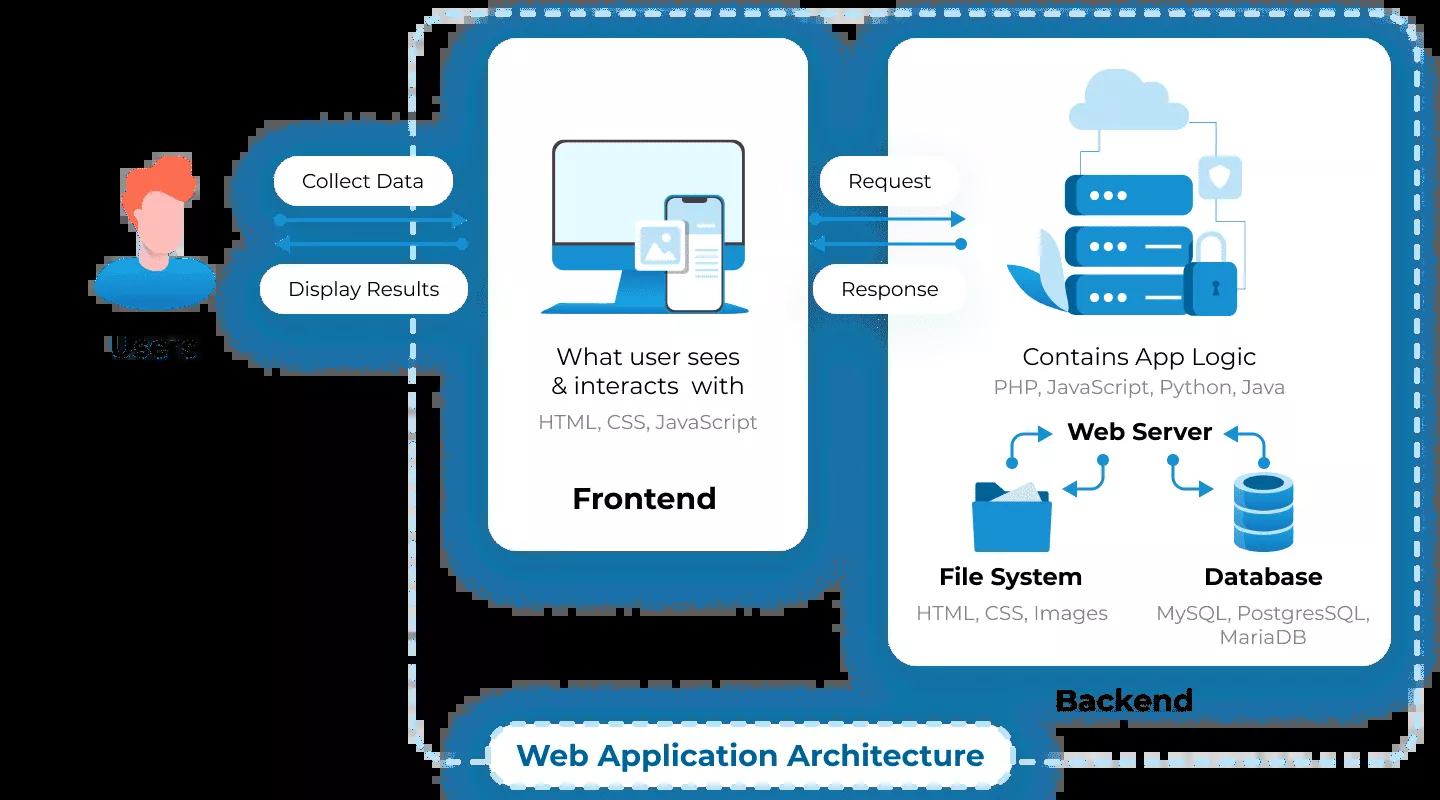 Collect Data
Display Results
Users
What user sees
& interacts with
HTML, CSS, JavaScript
Frontend
Request
Response
Contains App Logic
PHP, JavaScript, Python, Java
Web Server
File System
HTML, CSS, Images
Database
MySQL, PostgresSQL,
MariaDB
Backend
Web Application Architecture